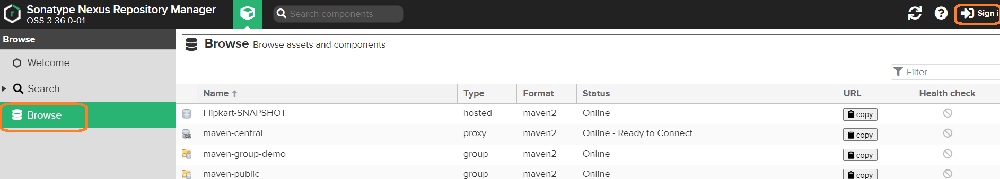 Sonatype Nexus Repository Manager
OSS 3.36.0-01
Search components
Sign i
Browse
Welcome
Search
Browse
Browse Browse assets and components
Filter
Name Type Format Status URL Health check
Flipkart-SNAPSHOT hosted maven2 Online copy
maven-central proxy maven2 Online - Ready to Connect copy
maven-group-demo group maven2 Online copy
maven-public group maven2 Online copy